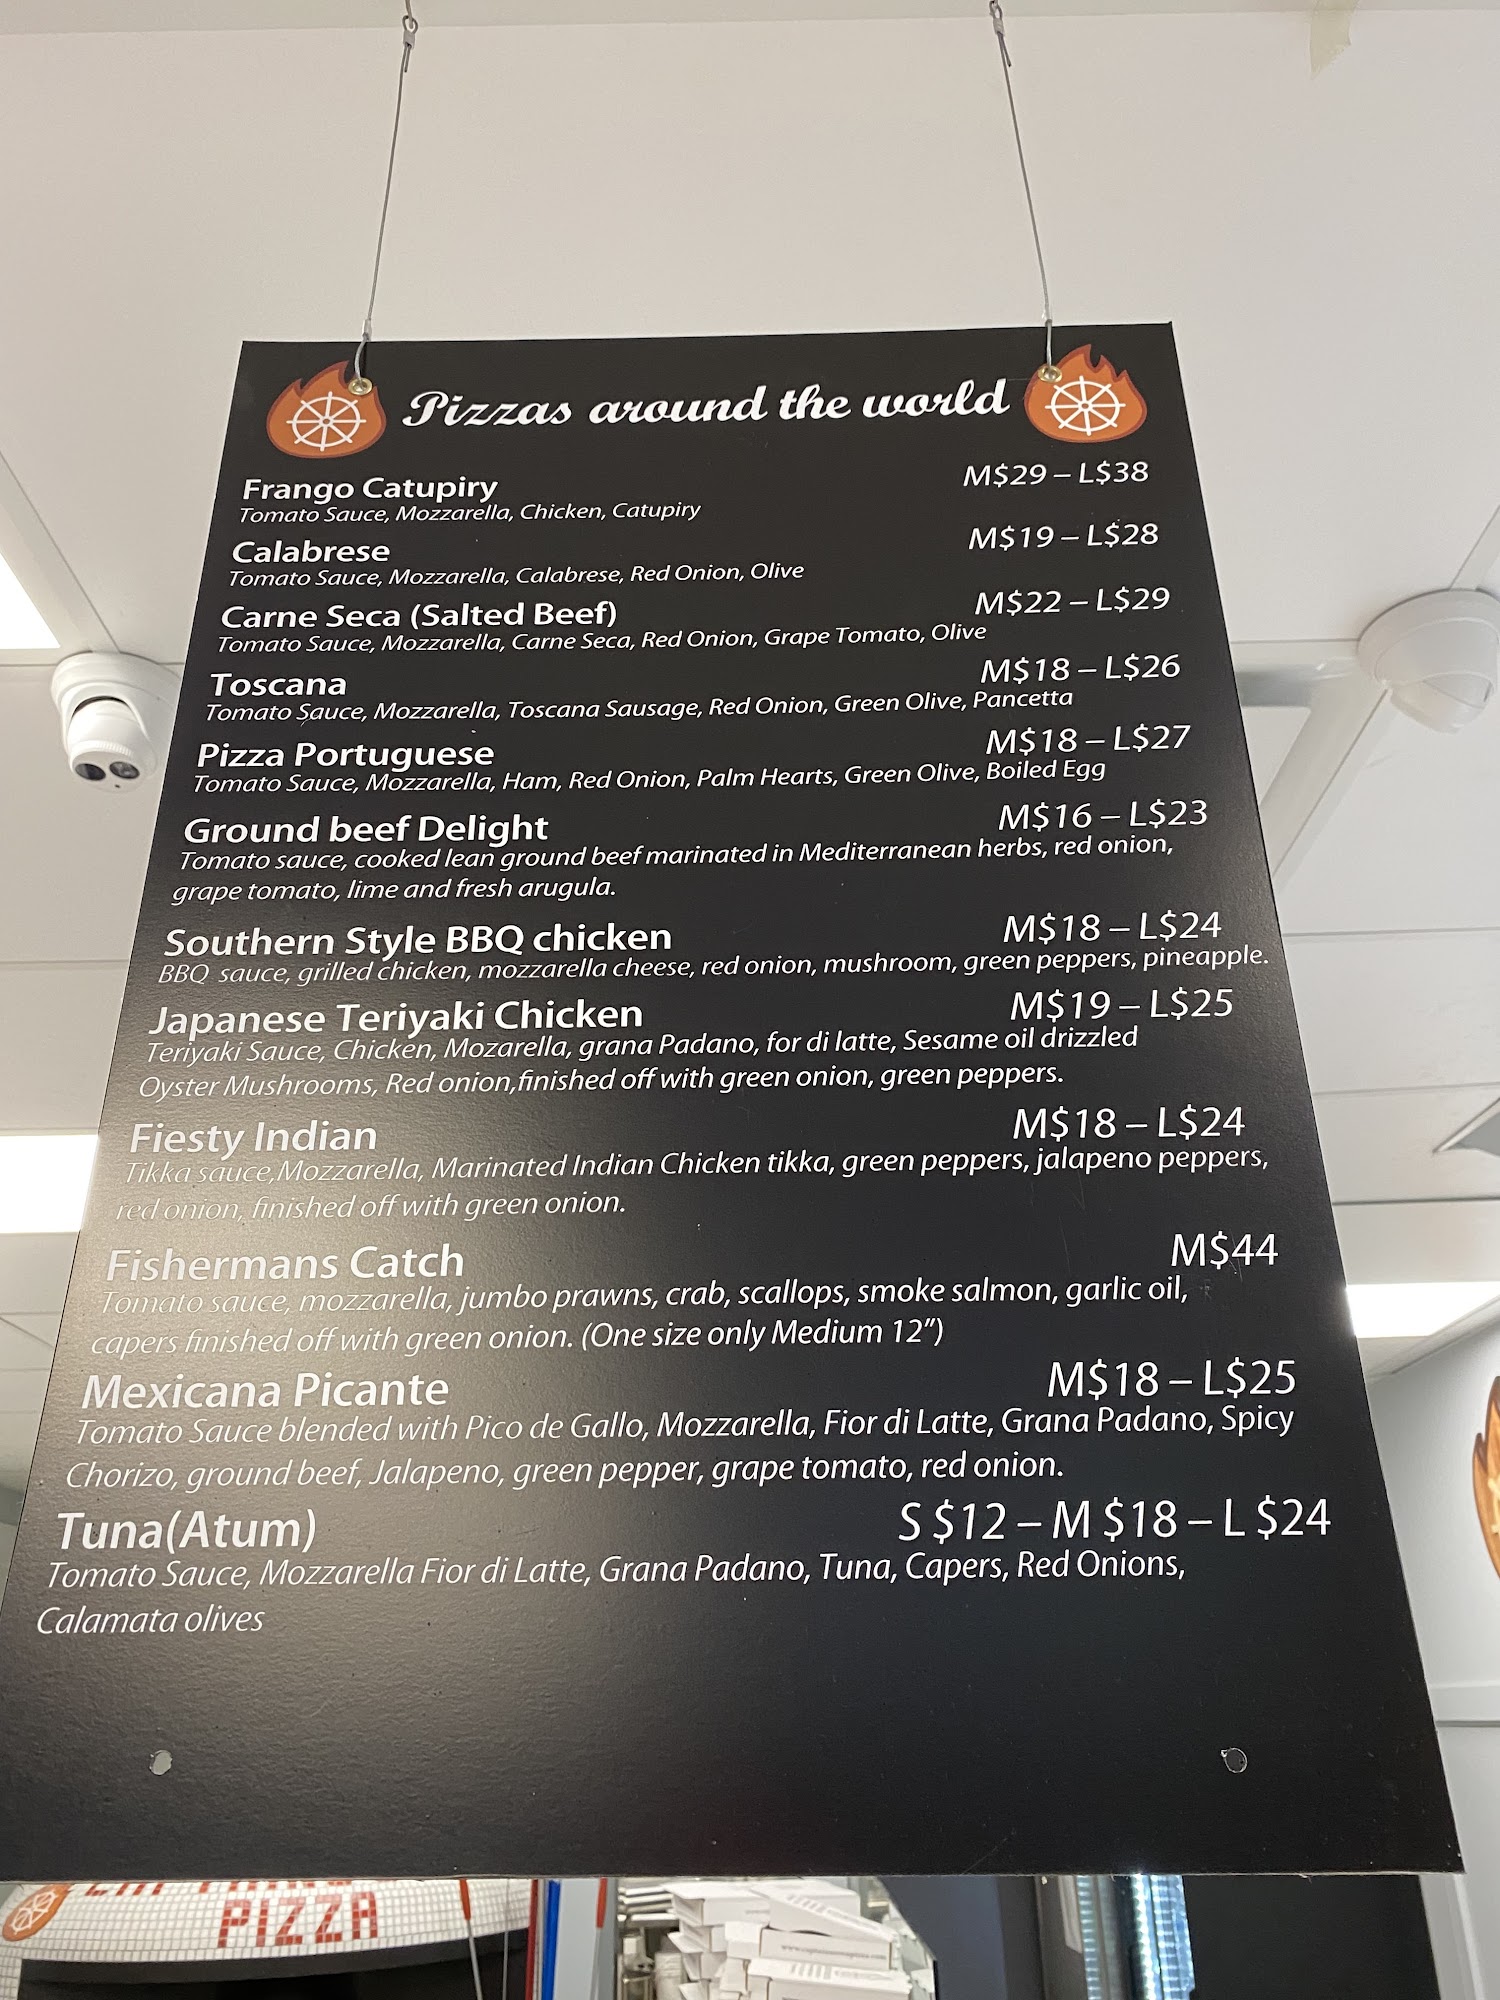 Pizzas around the world
Frango Catupiry M$29 – L$38
Tomato Sauce, Mozzarella, Chicken, Catupiry
Calabrese M$19 – L$28
Tomato Sauce, Mozzarella, Calabrese, Red Onion, Olive
Carne Seca (Salted Beef) M$22 – L$29
Tomato Sauce, Mozzarella, Carne Seca, Red Onion, Grape Tomato, Olive
Toscana M$18 – L$26
Tomato Sauce, Mozzarella, Toscana Sausage, Red Onion, Green Olive, Pancetta
Pizza Portuguese M$18 – L$27
Tomato Sauce, Mozzarella, Ham, Red Onion, Palm Hearts, Green Olive, Boiled Egg
Ground beef Delight M$16 – L$23
Tomato sauce, cooked lean ground beef marinated in Mediterranean herbs, red onion,
grape tomato, lime and fresh arugula.
Southern Style BBQ chicken M$18 – L$24
BBQ sauce, grilled chicken, mozzarella cheese, red onion, mushroom, green peppers, pineapple.
Japanese Teriyaki Chicken M$19 – L$25
Teriyaki Sauce, Chicken, Mozarella, grana Padano, for di latte, Sesame oil drizzled
Oyster Mushrooms, Red onion,finished off with green onion, green peppers.
Fiesty Indian M$18 – L$24
Tikka sauce,Mozzarella, Marinated Indian Chicken tikka, green peppers, jalapeno peppers,
red onion, finished off with green onion.
Fishermans Catch M$44
Tomato sauce, mozzarella, jumbo prawns, crab, scallops, smoke salmon, garlic oil,
capers finished off with green onion. (One size only Medium 12”)
Mexicana Picante M$18 – L$25
Tomato Sauce blended with Pico de Gallo, Mozzarella, Fior di Latte, Grana Padano, Spicy
Chorizo, ground beef, Jalapeno, green pepper, grape tomato, red onion.
Tuna(Atum) S $12 – M $18 – L $24
Tomato Sauce, Mozzarella Fior di Latte, Grana Padano, Tuna, Capers, Red Onions,
Calamata olives
PIZZA